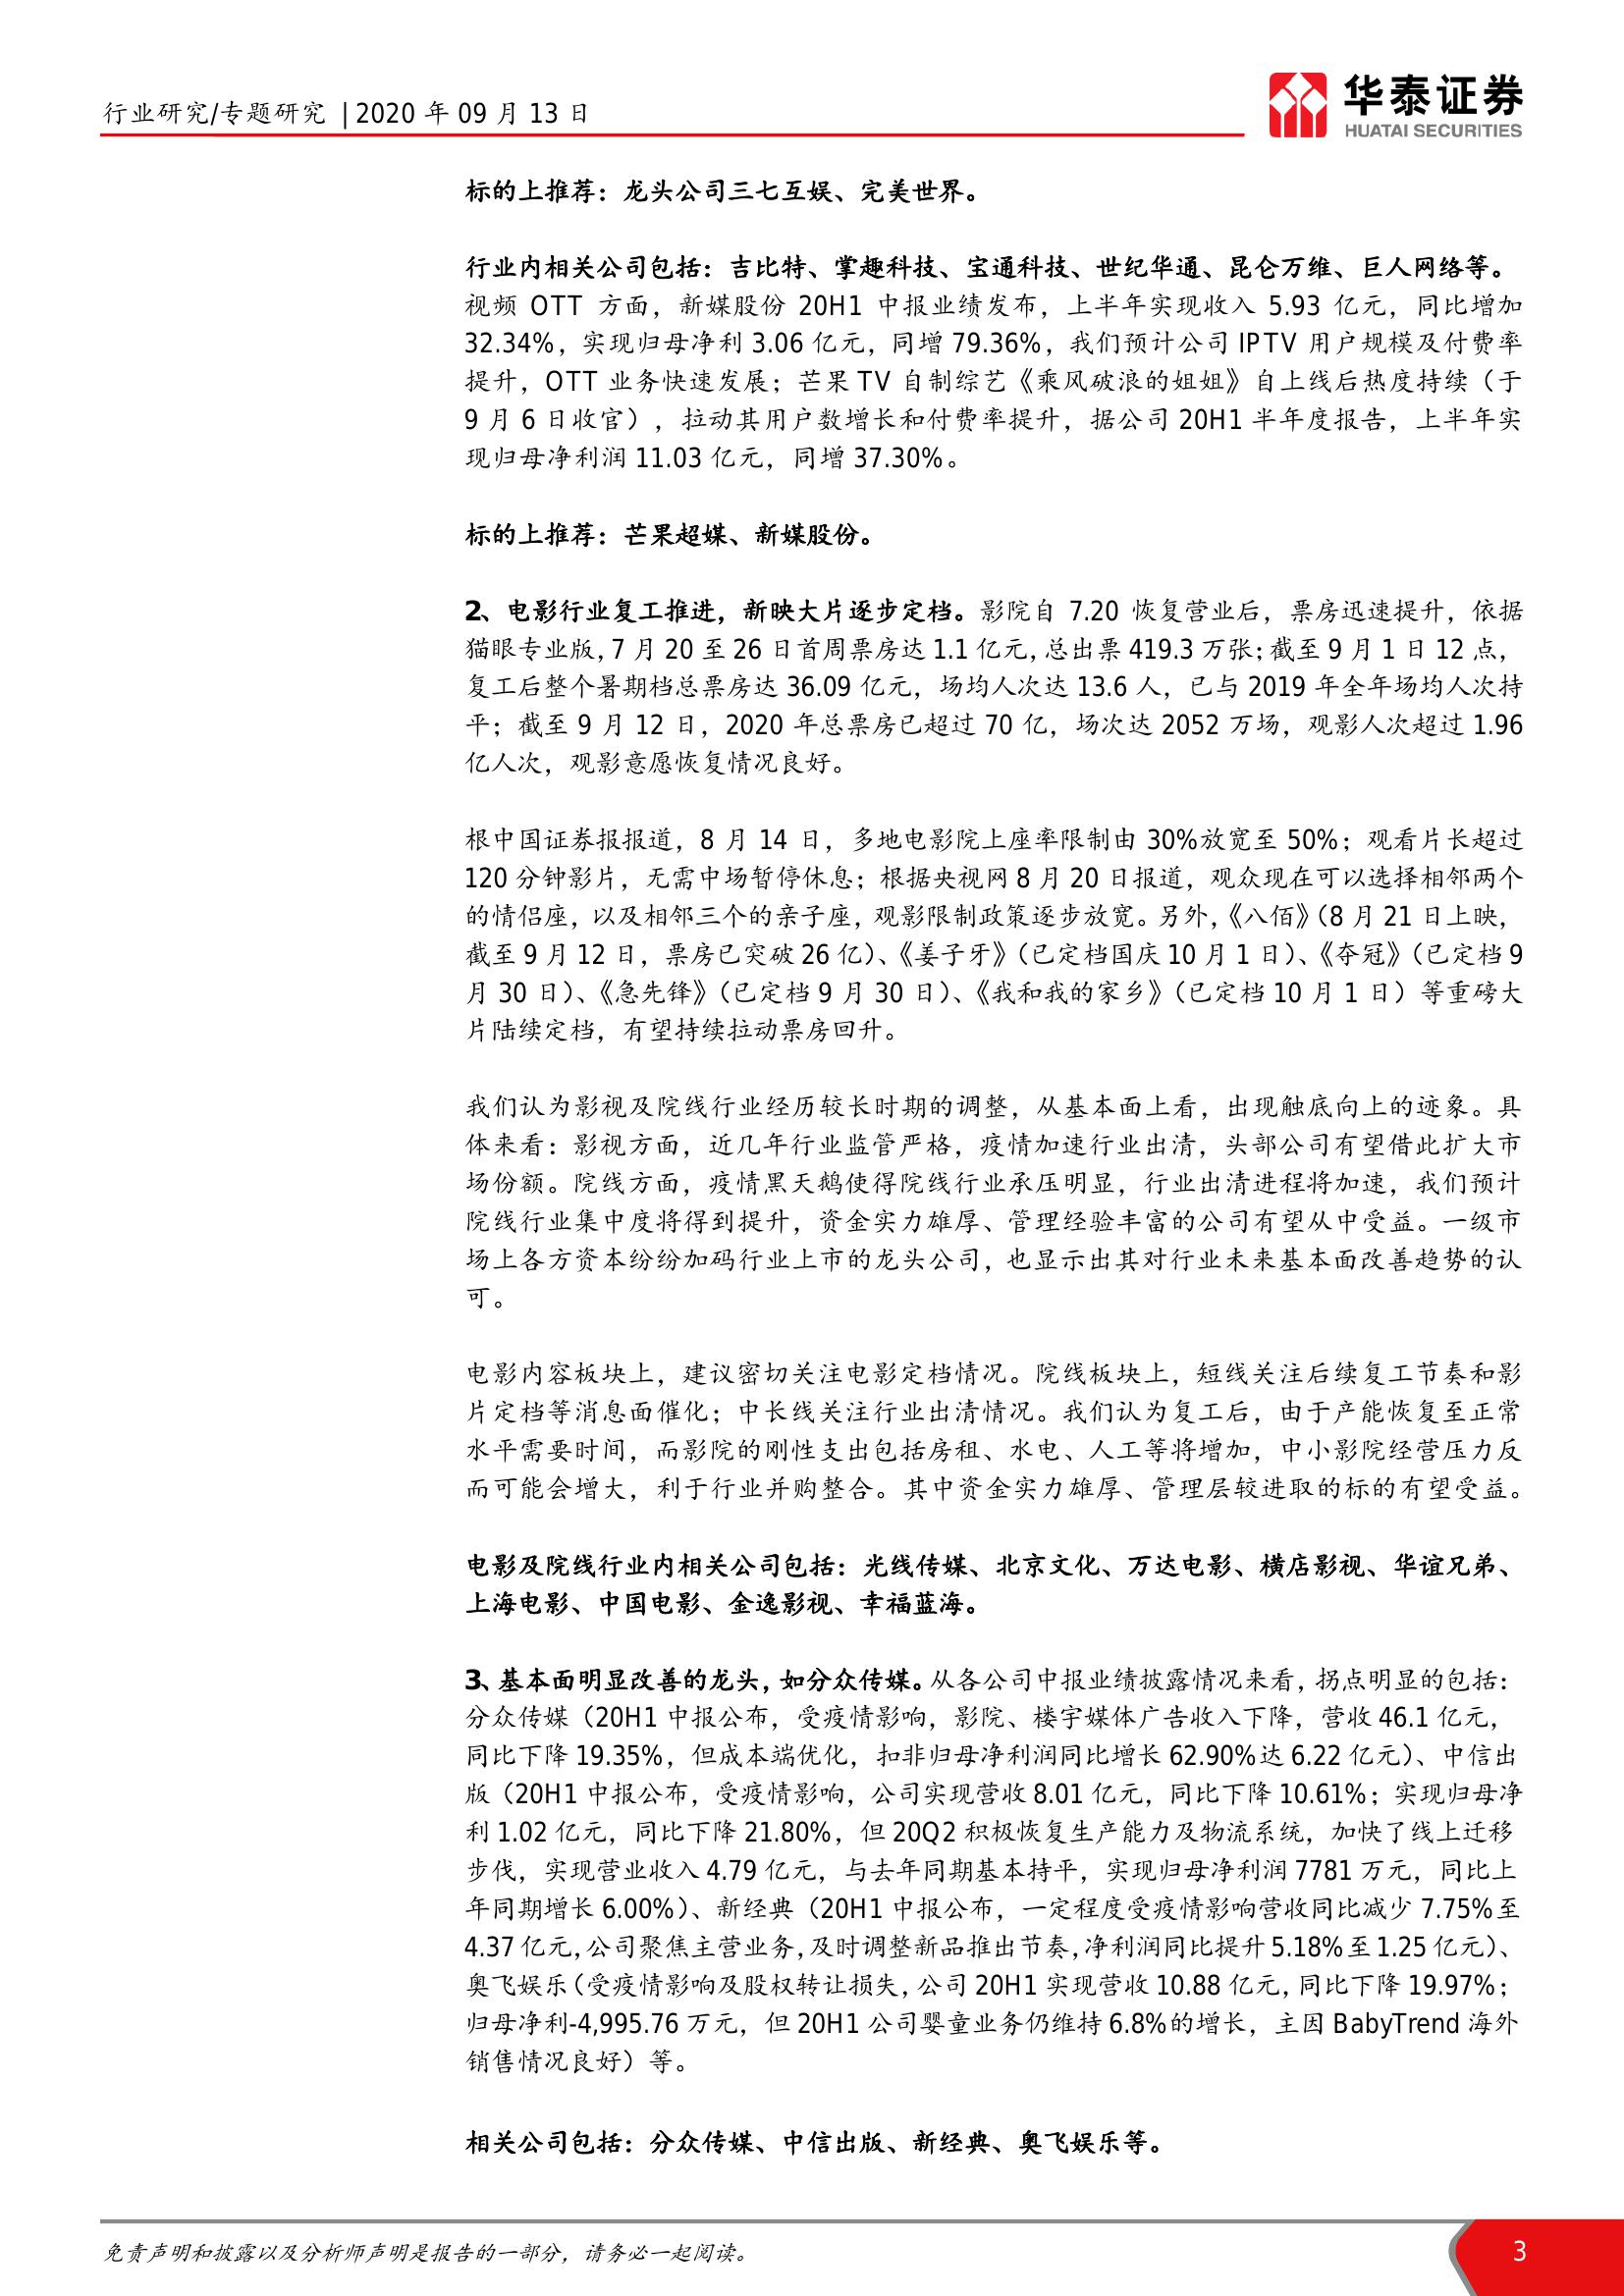 行业研究/专题研究 | 2020 年 09 月 13 日
华泰证券
HUATAI SECURITIES
标的上推荐：龙头公司三七互娱、完美世界。
行业内相关公司包括：吉比特、掌趣科技、宝通科技、世纪华通、昆仑万维、巨人网络等。
视频 OTT 方面，新媒股份 20H1 中报业绩发布，上半年实现收入 5.93 亿元，同比增加
32.34%，实现归母净利 3.06 亿元，同增 79.36%，我们预计公司 IPTV 用户规模及付费率
提升，OTT 业务快速发展；芒果 TV 自制综艺《乘风破浪的姐姐》自上线后热度持续（于
9 月 6 日收官），拉动其用户数增长和付费率提升，据公司 20H1 半年度报告，上半年实
现归母净利润 11.03 亿元，同增 37.30%。
标的上推荐：芒果超媒、新媒股份。
2、电影行业复工推进，新映大片逐步定档。影院自 7.20 恢复营业后，票房迅速提升，依据
猫眼专业版，7 月 20 至 26 日首周票房达 1.1 亿元，总出票 419.3 万张；截至 9 月 1 日 12 点，
复工后整个暑期档总票房达 36.09 亿元，场均人次达 13.6 人，已与 2019 年全年场均人次持
平；截至 9 月 12 日，2020 年总票房已超过 70 亿，场次达 2052 万场，观影人次超过 1.96
亿人次，观影意愿恢复情况良好。
根中国证券报报道，8 月 14 日，多地电影院上座率限制由 30%放宽至 50%；观看片长超过
120 分钟影片，无需中场暂停休息；根据央视网 8 月 20 日报道，观众现在可以选择相邻两个
的情侣座，以及相邻三个的亲子座，观影限制政策逐步放宽。另外，《八佰》（8 月 21 日上映，
截至 9 月 12 日，票房已突破 26 亿）、《姜子牙》（已定档国庆 10 月 1 日）、《夺冠》（已定档 9
月 30 日）、《急先锋》（已定档 9 月 30 日）、《我和我的家乡》（已定档 10 月 1 日）等重磅大
片陆续定档，有望持续拉动票房回升。
我们认为影视及院线行业经历较长时期的调整，从基本面上看，出现触底向上的迹象。具
体来看：影视方面，近几年行业监管严格，疫情加速行业出清，头部公司有望借此扩大市
场份额。院线方面，疫情黑天鹅使得院线行业承压明显，行业出清进程将加速，我们预计
院线行业集中度将得到提升，资金实力雄厚、管理经验丰富的公司有望从中受益。一级市
场上各方资本纷纷加码行业上市的龙头公司，也显示出其对行业未来基本面改善趋势的认
可。
电影内容板块上，建议密切关注电影定档情况。院线板块上，短线关注后续复工节奏和影
片定档等消息面催化；中长线关注行业出清情况。我们认为复工后，由于产能恢复至正常
水平需要时间，而影院的刚性支出包括房租、水电、人工等将增加，中小影院经营压力反
而可能会增大，利于行业并购整合。其中资金实力雄厚、管理层较进取的标的有望受益。
电影及院线行业内相关公司包括：光线传媒、北京文化、万达电影、横店影视、华谊兄弟、
上海电影、中国电影、金逸影视、幸福蓝海。
3、基本面明显改善的龙头，如分众传媒。从各公司中报业绩披露情况来看，拐点明显的包括：
分众传媒（20H1 中报公布，受疫情影响，影院、楼宇媒体广告收入下降，营收 46.1 亿元，
同比下降 19.35%，但成本端优化，扣非归母净利润同比增长 62.90%达 6.22 亿元）、中信出
版（20H1 中报公布，受疫情影响，公司实现营收 8.01 亿元，同比下降 10.61%；实现归母净
利 1.02 亿元，同比下降 21.80%，但 20Q2 积极恢复生产能力及物流系统，加快了线上迁移
步伐，实现营业收入 4.79 亿元，与去年同期基本持平，实现归母净利润 7781 万元，同比上
年同期增长 6.00%）、新经典（20H1 中报公布，一定程度受疫情影响营收同比减少 7.75%至
4.37 亿元，公司聚焦主营业务，及时调整新品推出节奏，净利润同比提升 5.18%至 1.25 亿元）、
奥飞娱乐（受疫情影响及股权转让损失，公司 20H1 实现营收 10.88 亿元，同比下降 19.97%；
归母净利-4,995.76 万元，但 20H1 公司婴童业务仍维持 6.8%的增长，主因 BabyTrend 海外
销售情况良好）等。
相关公司包括：分众传媒、中信出版、新经典、奥飞娱乐等。
免责声明和披露以及分析师声明是报告的一部分，请务必一起阅读。
3